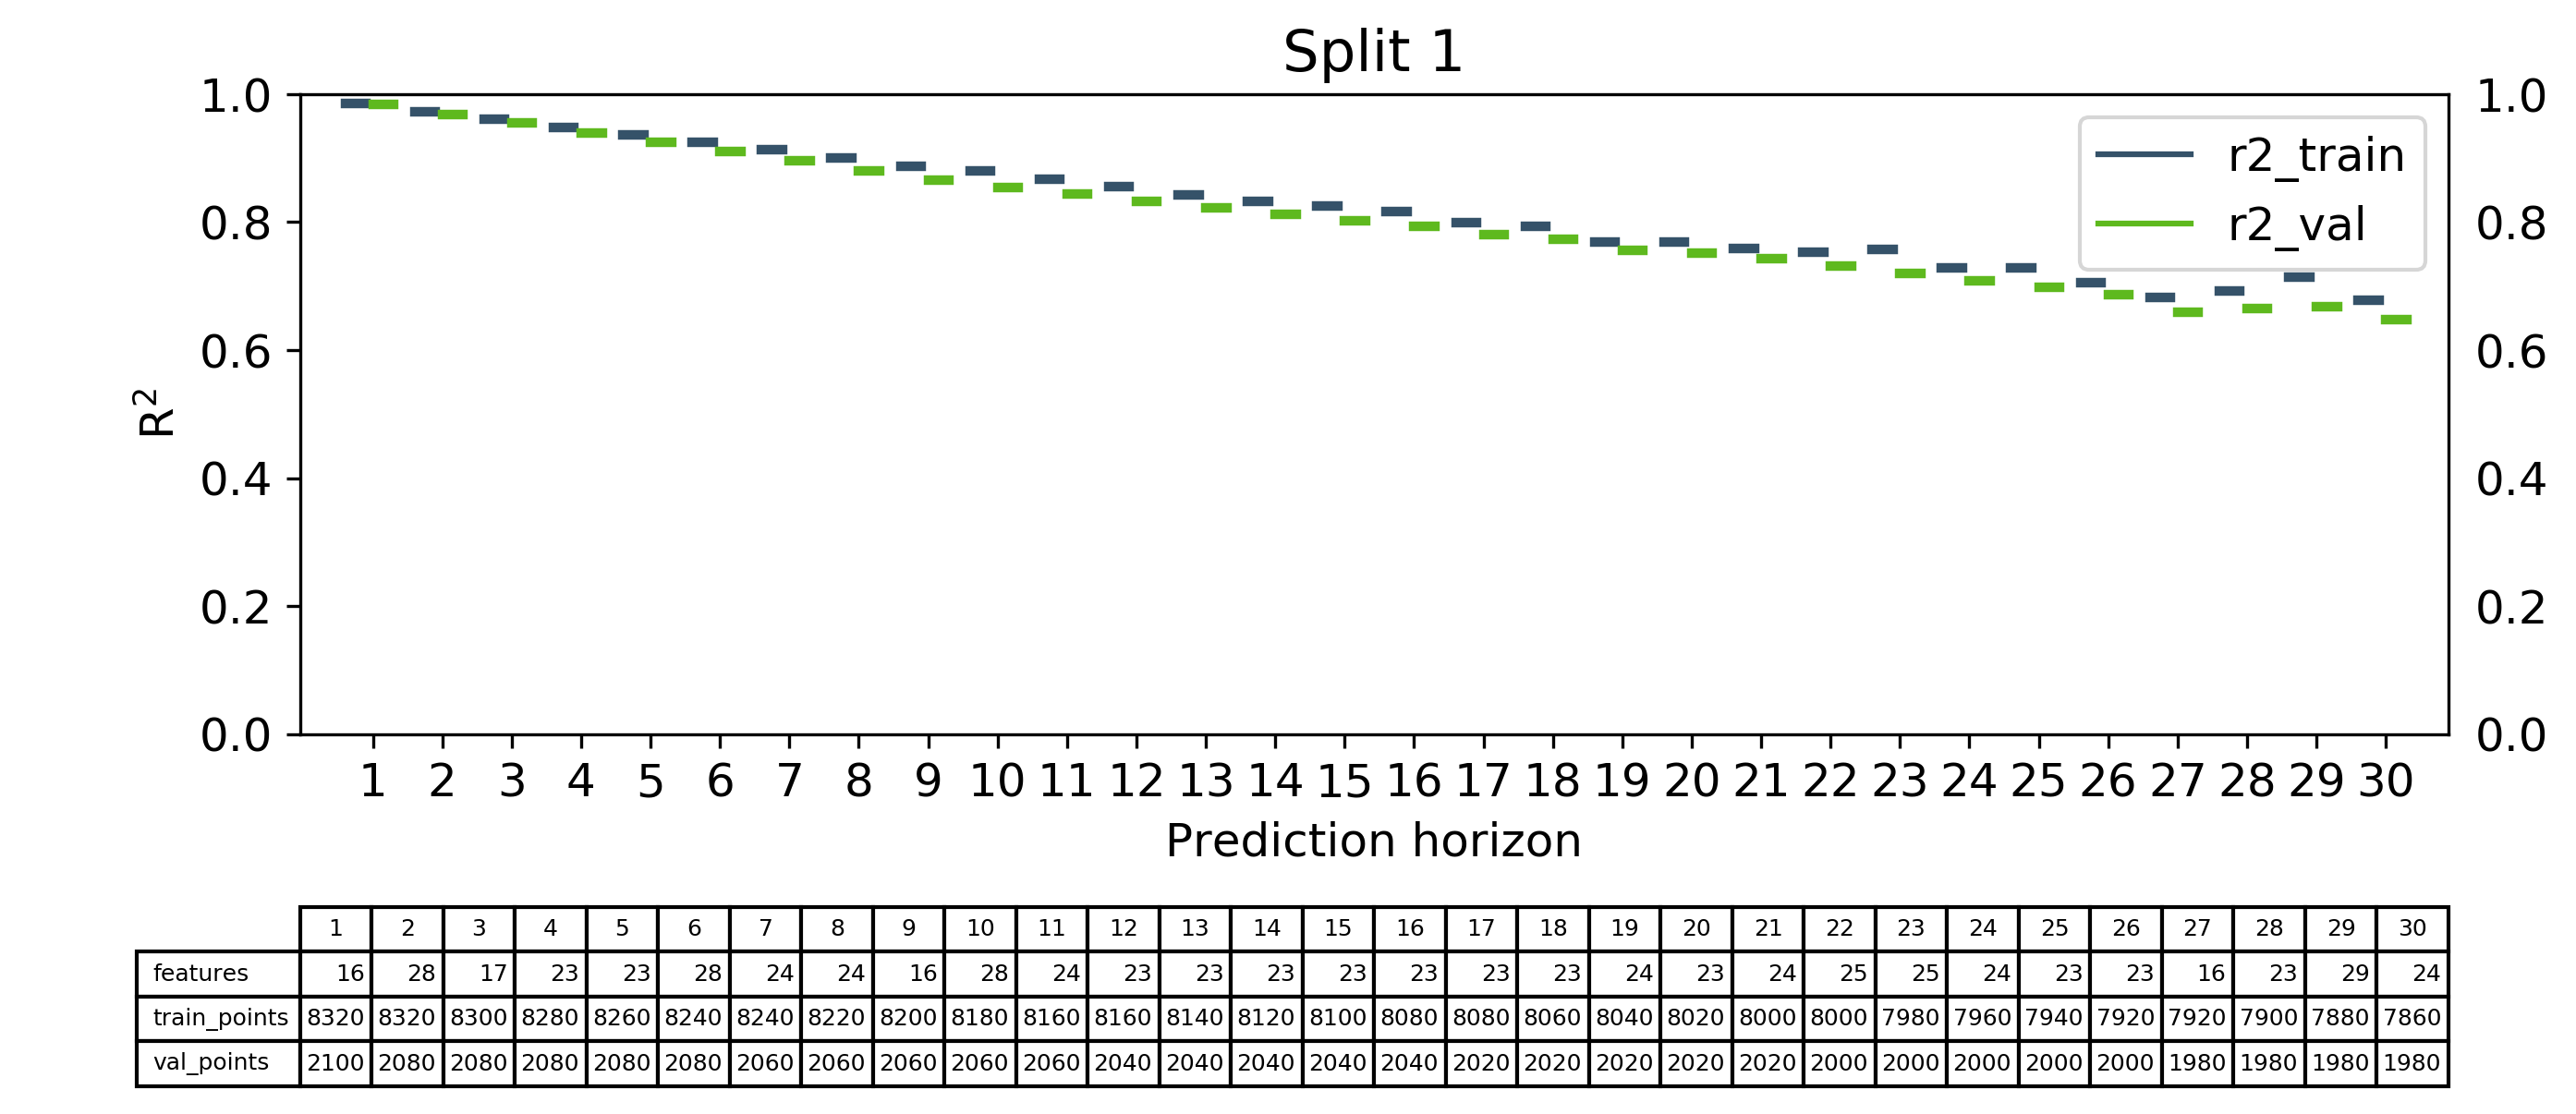 Split 1
1.0 1.0
r2_train
0.8 r2_val 0.8
0.6 0.6
R²
0.4 0.4
0.2 0.2
0.0 0.0
1 2 3 4 5 6 7 8 9 10 11 12 13 14 15 16 17 18 19 20 21 22 23 24 25 26 27 28 29 30
Prediction horizon
1 2 3 4 5 6 7 8 9 10 11 12 13 14 15 16 17 18 19 20 21 22 23 24 25 26 27 28 29 30
features 16 28 17 23 23 28 24 24 16 28 24 23 23 23 23 23 23 23 24 23 24 25 25 24 23 23 16 23 29 24
train_points 8320 8320 8300 8280 8260 8240 8240 8220 8200 8180 8160 8160 8140 8120 8100 8080 8080 8060 8040 8020 8000 8000 7980 7960 7940 7920 7920 7900 7880 7860
val_points 2100 2080 2080 2080 2080 2080 2060 2060 2060 2060 2060 2040 2040 2040 2040 2040 2020 2020 2020 2020 2020 2000 2000 2000 2000 2000 1980 1980 1980 1980